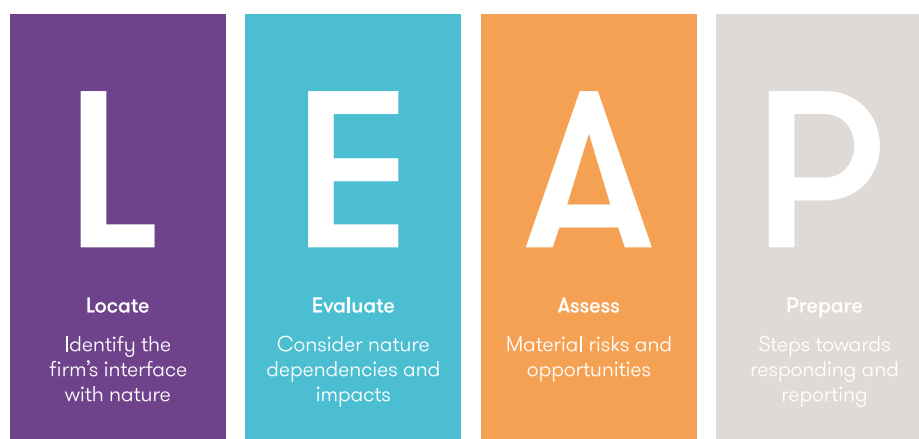 L
Locate
Identify the
firm's interface
with nature
E
Evaluate
Consider nature
dependencies and
impacts
A
Assess
Material risks and
opportunities
P
Prepare
Steps towards
responding and
reporting